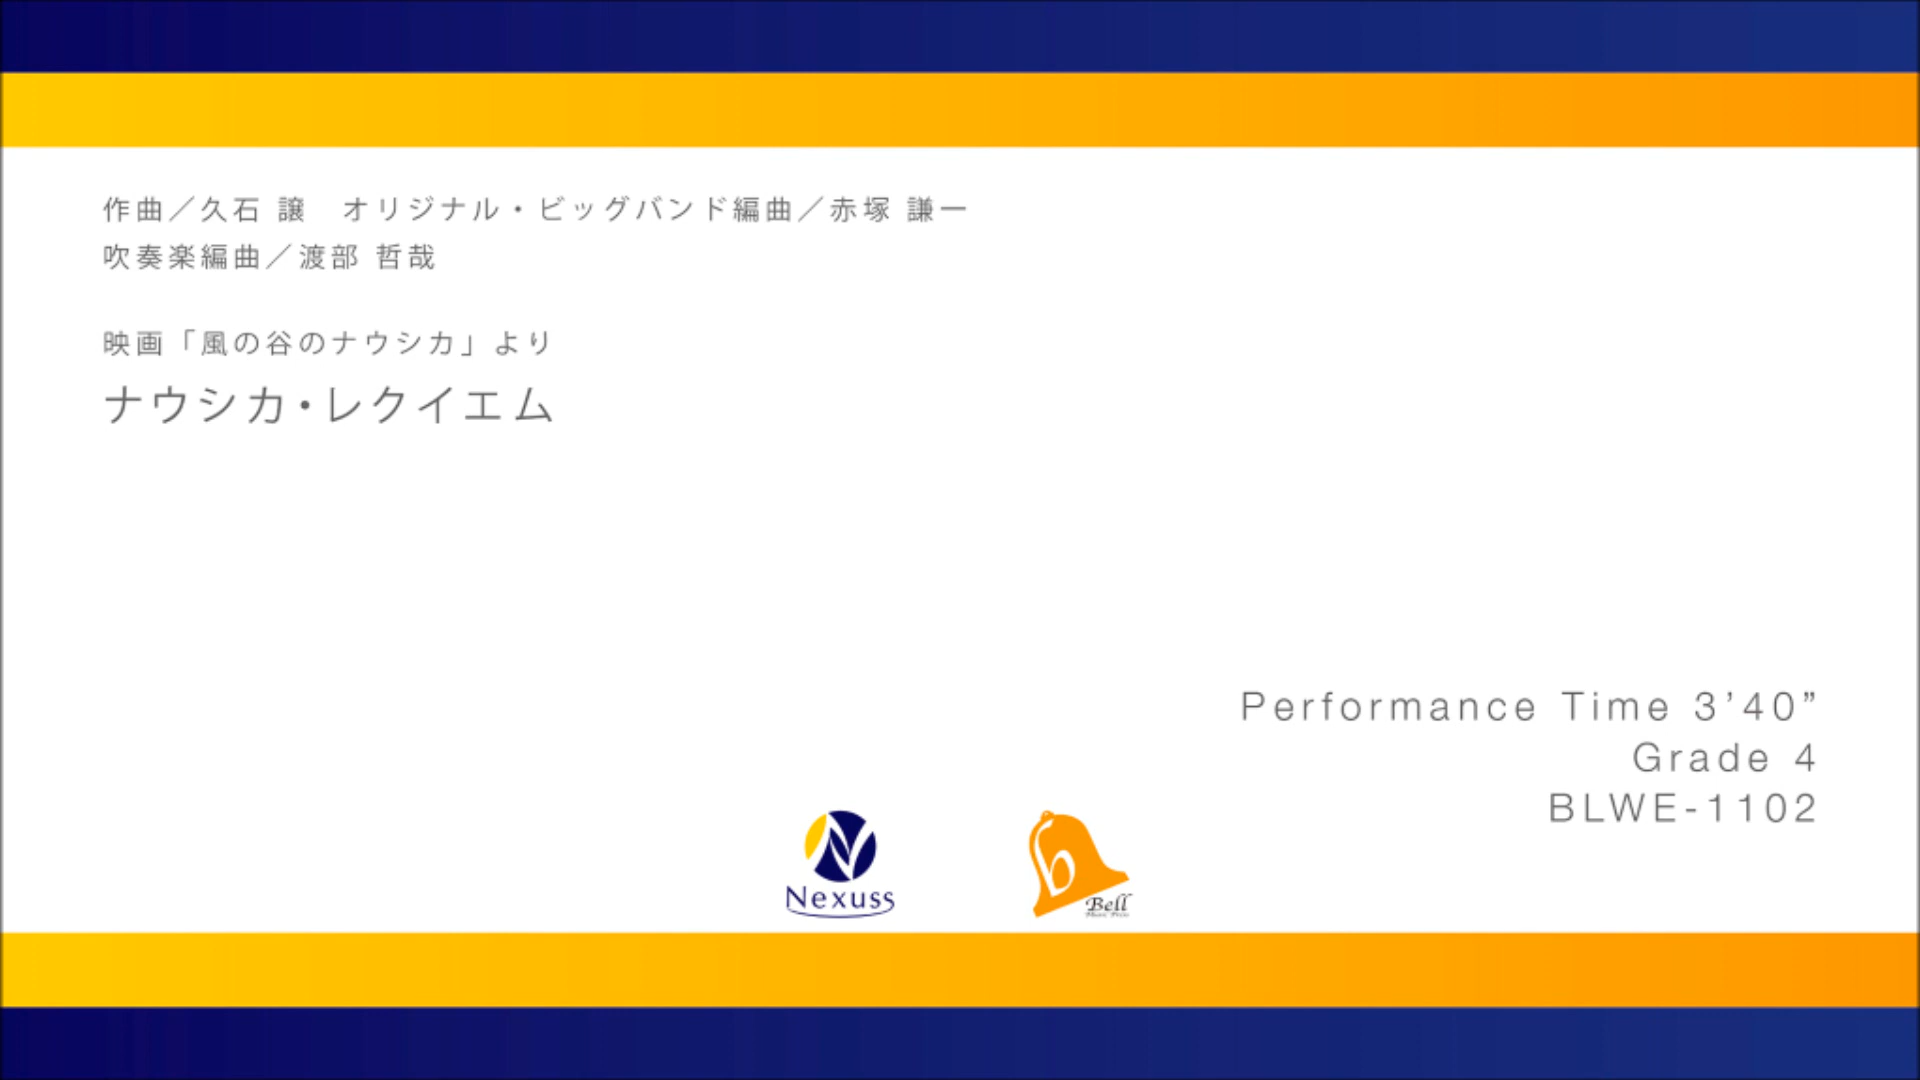 作曲／久石 譲　オリジナル・ビッグバンド編曲／赤塚 謙一
吹奏楽編曲／渡部 哲哉
映画「風の谷のナウシカ」より
ナウシカ・レクイエム
Performance Time 3’40”
Grade 4
BLWE-1102
Nexuss
b
Bell